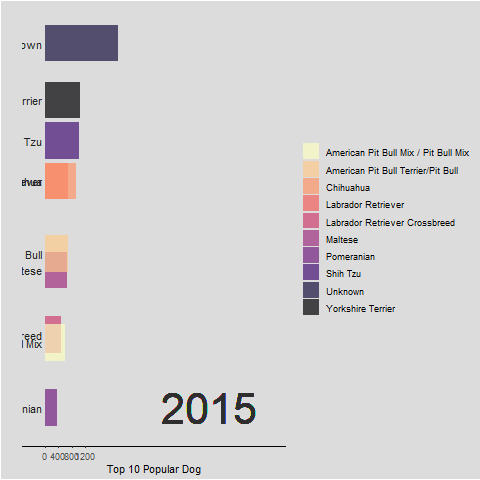 own
rrier
Tzu
Bull
tese
reed
l Mix
nian
American Pit Bull Mix / Pit Bull Mix
American Pit Bull Terrier/Pit Bull
Chihuahua
Labrador Retriever
Labrador Retriever Crossbreed
Maltese
Pomeranian
Shih Tzu
Unknown
Yorkshire Terrier
2015
0 400 800 1200
Top 10 Popular Dog